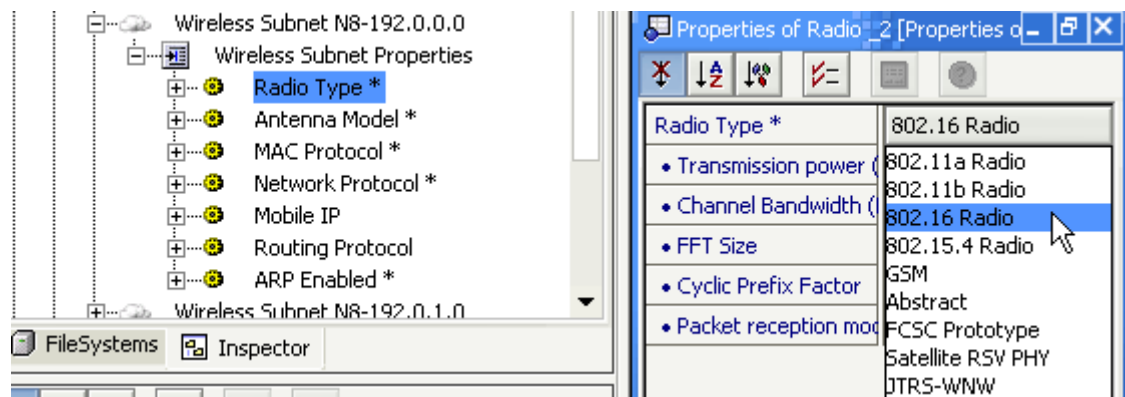 Wireless Subnet N8-192.0.0.0
Wireless Subnet Properties
Radio Type *
Antenna Model *
MAC Protocol *
Network Protocol *
Mobile IP
Routing Protocol
ARP Enabled *
Wireless Subnet N8-192.0.1.0
FileSystems
Inspector
Properties of Radio _2 [Properties o
Radio Type *
802.16 Radio
• Transmission power (
• Channel Bandwidth (
• FFT Size
• Cyclic Prefix Factor
• Packet reception mod
802.11a Radio
802.11b Radio
802.16 Radio
802.15.4 Radio
GSM
Abstract
FCSC Prototype
Satellite RSV PHY
JTRS-WNW